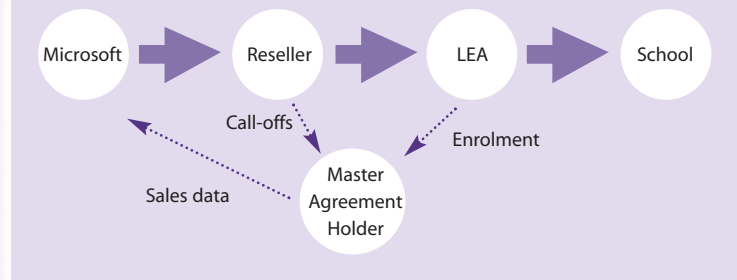 Microsoft
Reseller
LEA
School
Call-offs
Enrolment
Master
Agreement
Holder
Sales data